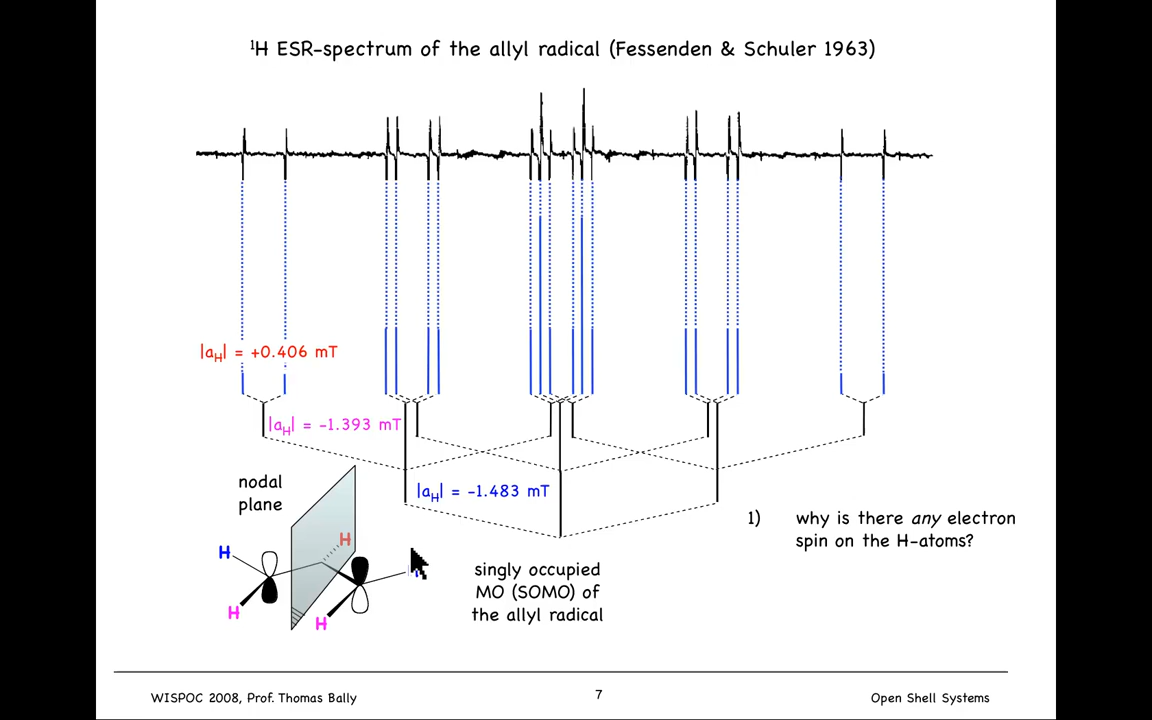 ¹H ESR-spectrum of the allyl radical (Fessenden & Schuler 1963)
|aH| = +0.406 mT
|aH| = -1.393 mT
|aH| = -1.483 mT
nodal
plane
H
H
H
H
singly occupied
MO (SOMO) of
the allyl radical
1) why is there any electron
spin on the H-atoms?
WISPOC 2008, Prof. Thomas Bally
7
Open Shell Systems